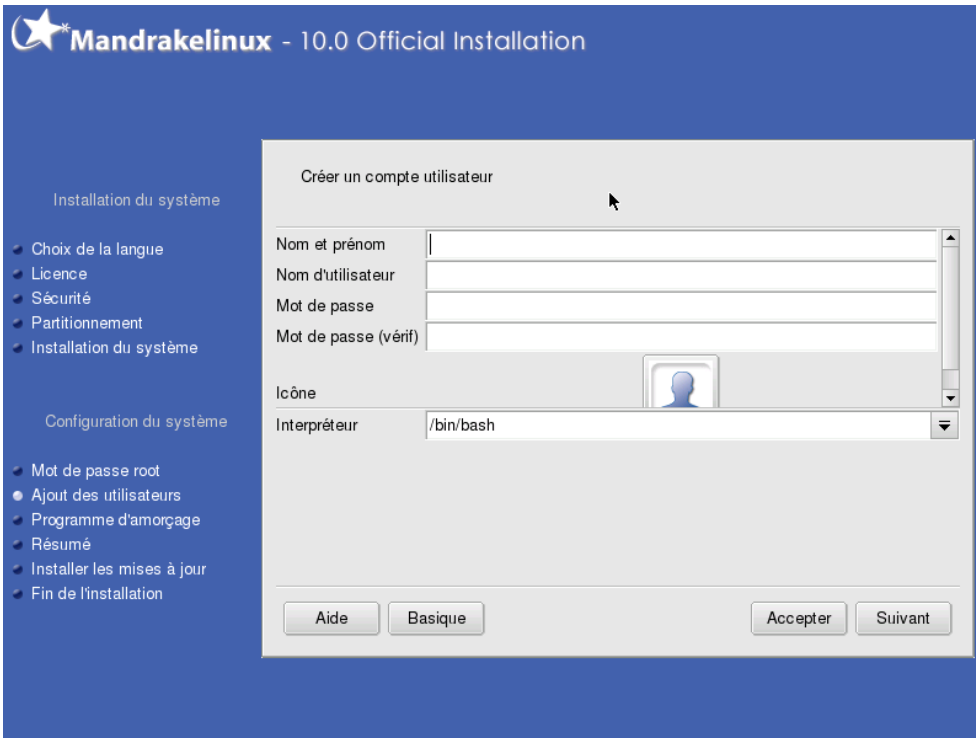 Mandrakelinux - 10.0 Official Installation
Installation du système
Choix de la langue
Licence
Sécurité
Partitionnement
Installation du système
Configuration du système
Mot de passe root
Ajout des utilisateurs
Programme d'amorçage
Résumé
Installer les mises à jour
Fin de l'installation
Créer un compte utilisateur
Nom et prénom
Nom d'utilisateur
Mot de passe
Mot de passe (vérif)
Icône
Interpréteur /bin/bash
Aide Basique Accepter Suivant